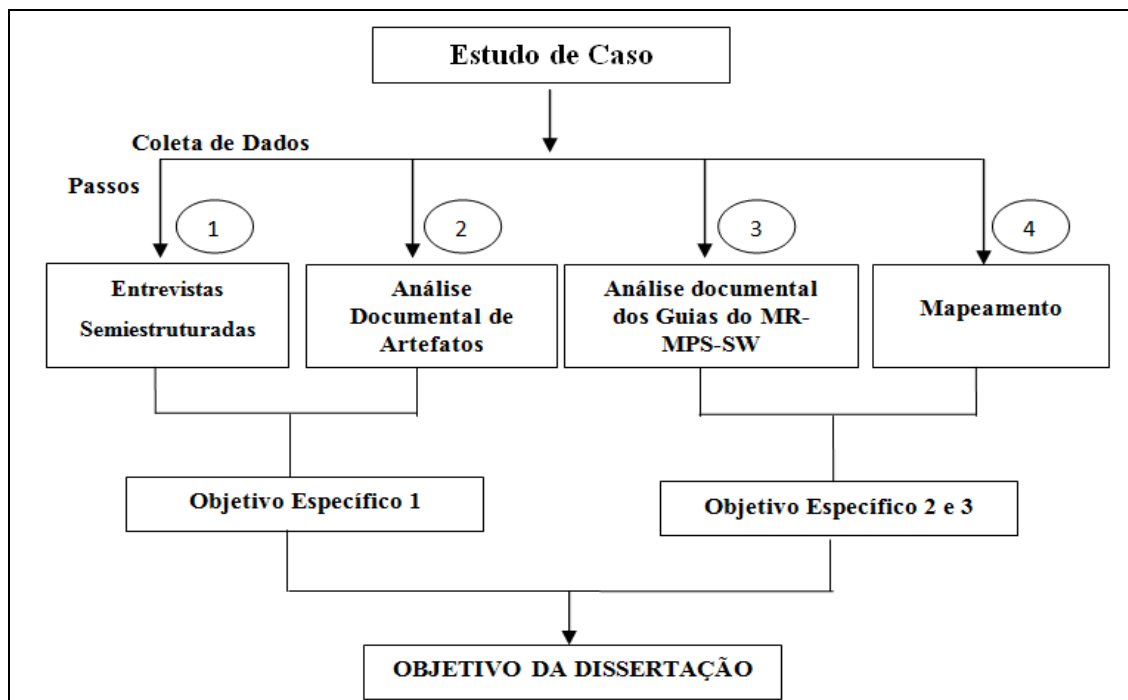 Estudo de Caso
Coleta de Dados
Passos
1
2
3
4
Entrevistas
Semiestruturadas
Análise
Documental de
Artefatos
Análise documental
dos Guias do MR-
MPS-SW
Mapeamento
Objetivo Específico 1
Objetivo Específico 2 e 3
OBJETIVO DA DISSERTAÇÃO